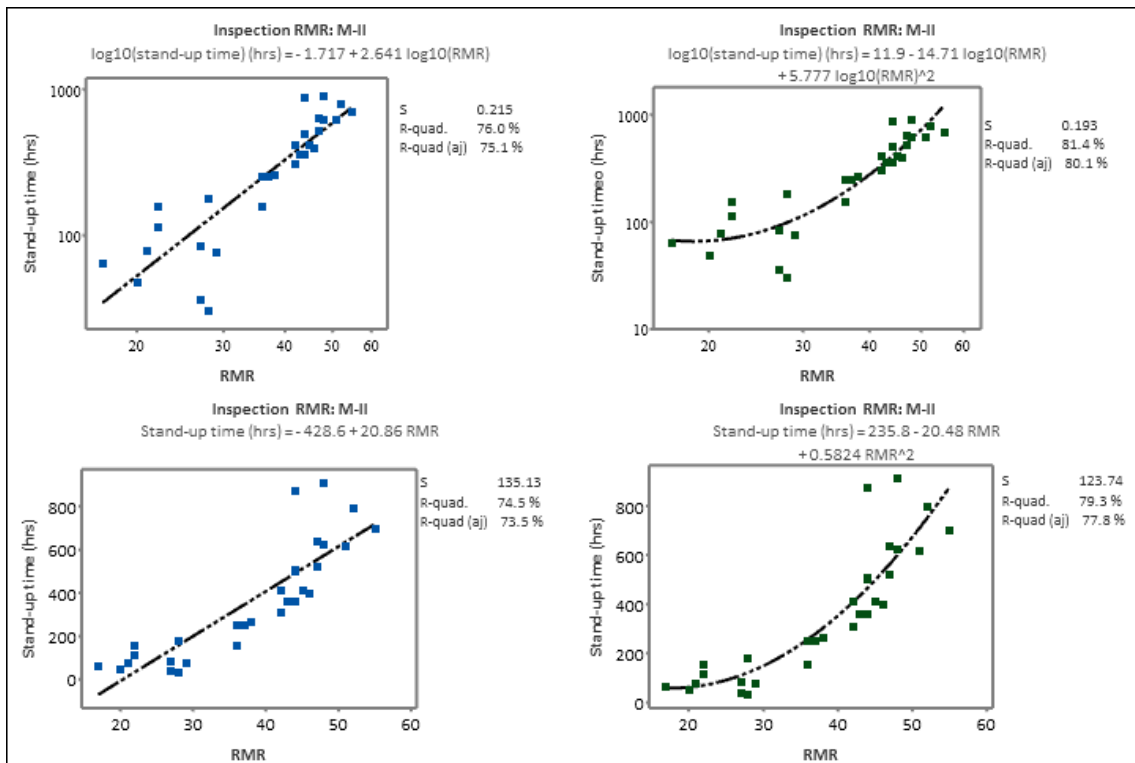 Inspection RMR: M-II
log10(stand-up time) (hrs) = - 1.717 + 2.641 log10(RMR)
1000
100
Stand-up time (hrs)
20 30 40 50 60
RMR
S 0.215
R-quad. 76.0 %
R-quad (aj) 75.1 %
Inspection RMR: M-II
log10(stand-up time) (hrs) = 11.9 - 14.71 log10(RMR)
+ 5.777 log10(RMR)^2
1000
100
10
Stand-up timeo (hrs)
20 30 40 50 60
RMR
S 0.193
R-quad. 81.4 %
R-quad (aj) 80.1 %
Inspection RMR: M-II
Stand-up time (hrs) = - 428.6 + 20.86 RMR
800
600
400
200
0
Stand-up time (hrs)
20 30 40 50 60
RMR
S 135.13
R-quad. 74.5 %
R-quad (aj) 73.5 %
Inspection RMR: M-II
Stand-up time (hrs) = 235.8 - 20.48 RMR
+ 0.5824 RMR^2
800
600
400
200
0
Stand-up time (hrs)
20 30 40 50 60
RMR
S 123.74
R-quad. 79.3 %
R-quad (aj) 77.8 %